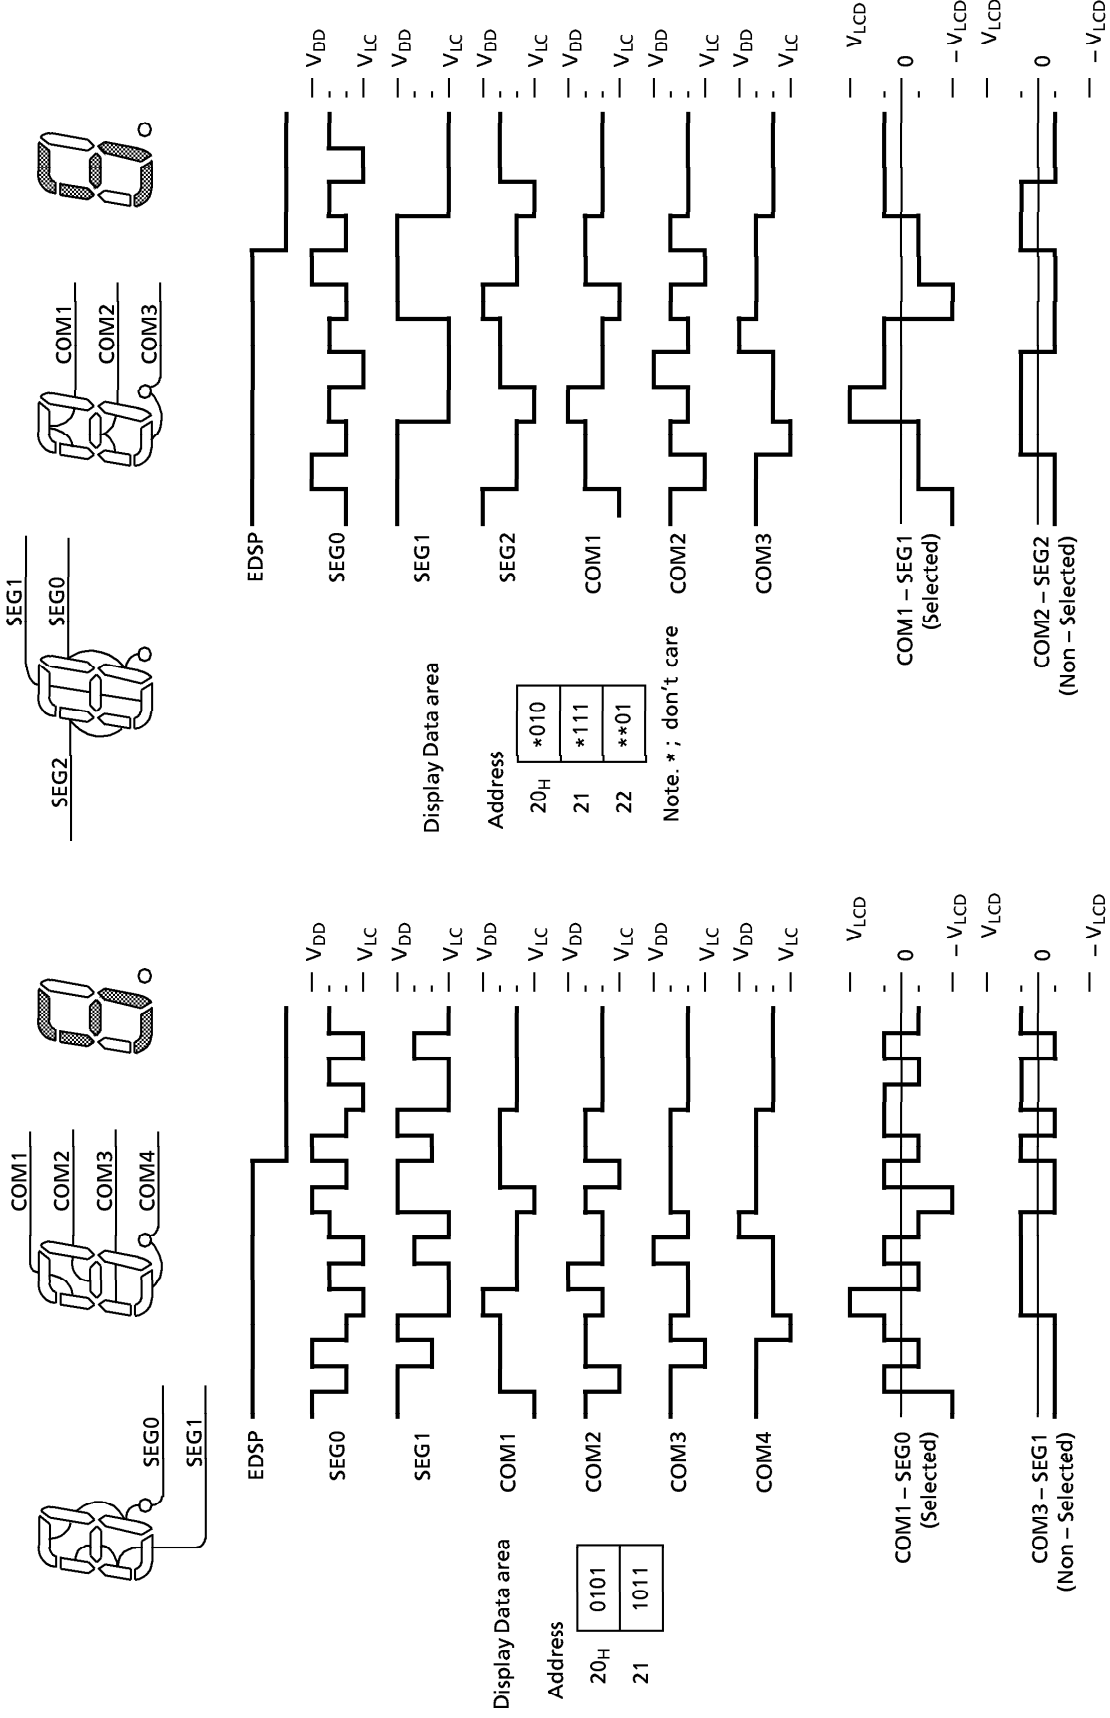 COM1
COM2
COM3
COM4
SEG0
SEG1
EDSP
SEG0
SEG1
COM1
COM2
COM3
COM4
COM1 – SEG0
(Selected)
COM3 – SEG1
(Non – Selected)
VDD
VLC
VDD
VLC
VDD
VLC
VDD
VLC
VDD
VLC
VDD
VLC
VLCD
0
– VLCD
VLCD
0
– VLCD
Display Data area
Address
20H 0101
21 1011
SEG1
SEG0
SEG2
COM1
COM2
COM3
EDSP
SEG0
SEG1
SEG2
COM1
COM2
COM3
COM1 – SEG1
(Selected)
COM2 – SEG2
(Non – Selected)
VDD
VLC
VDD
VLC
VDD
VLC
VDD
VLC
VDD
VLC
VDD
VLC
VLCD
0
– VLCD
VLCD
0
– VLCD
Display Data area
Address
20H *010
21 *111
22 **01
Note. * ; don't care